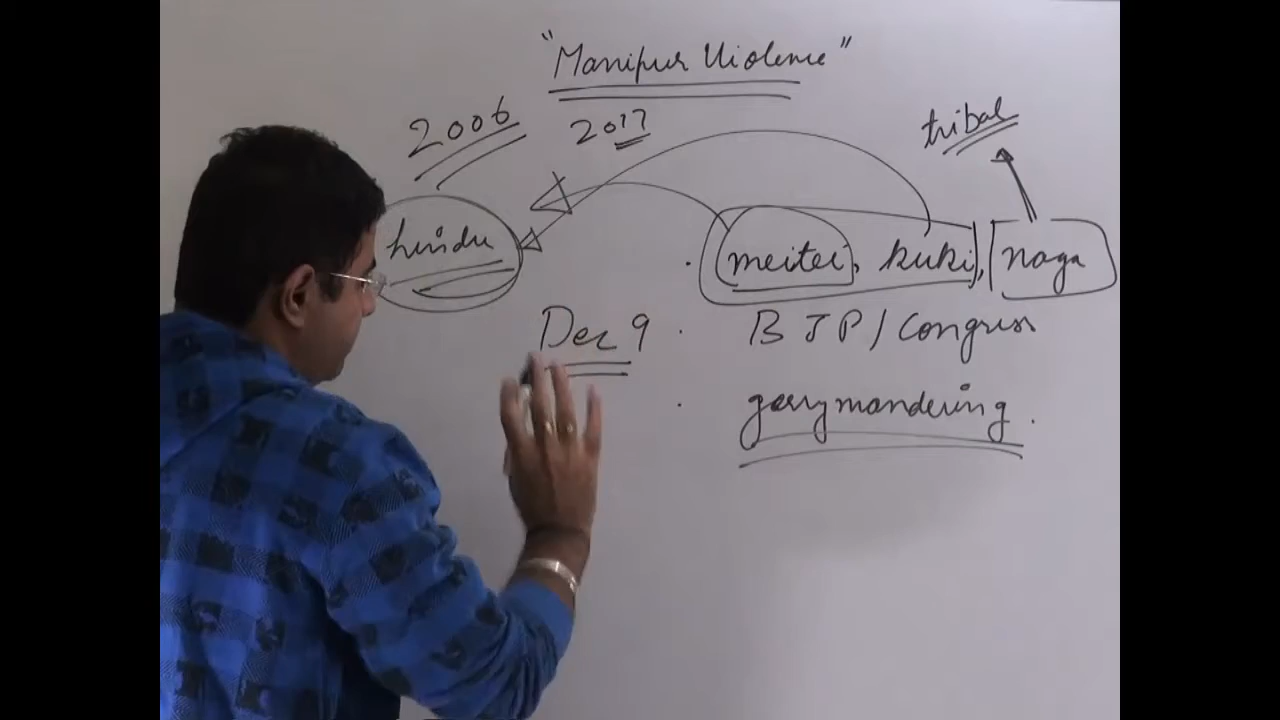 "Manipur Violence"
2006 2017
tribal
hindu
. meitei, kuki, naga
Dec 9 . BJP/Congress
. gerrymandering.